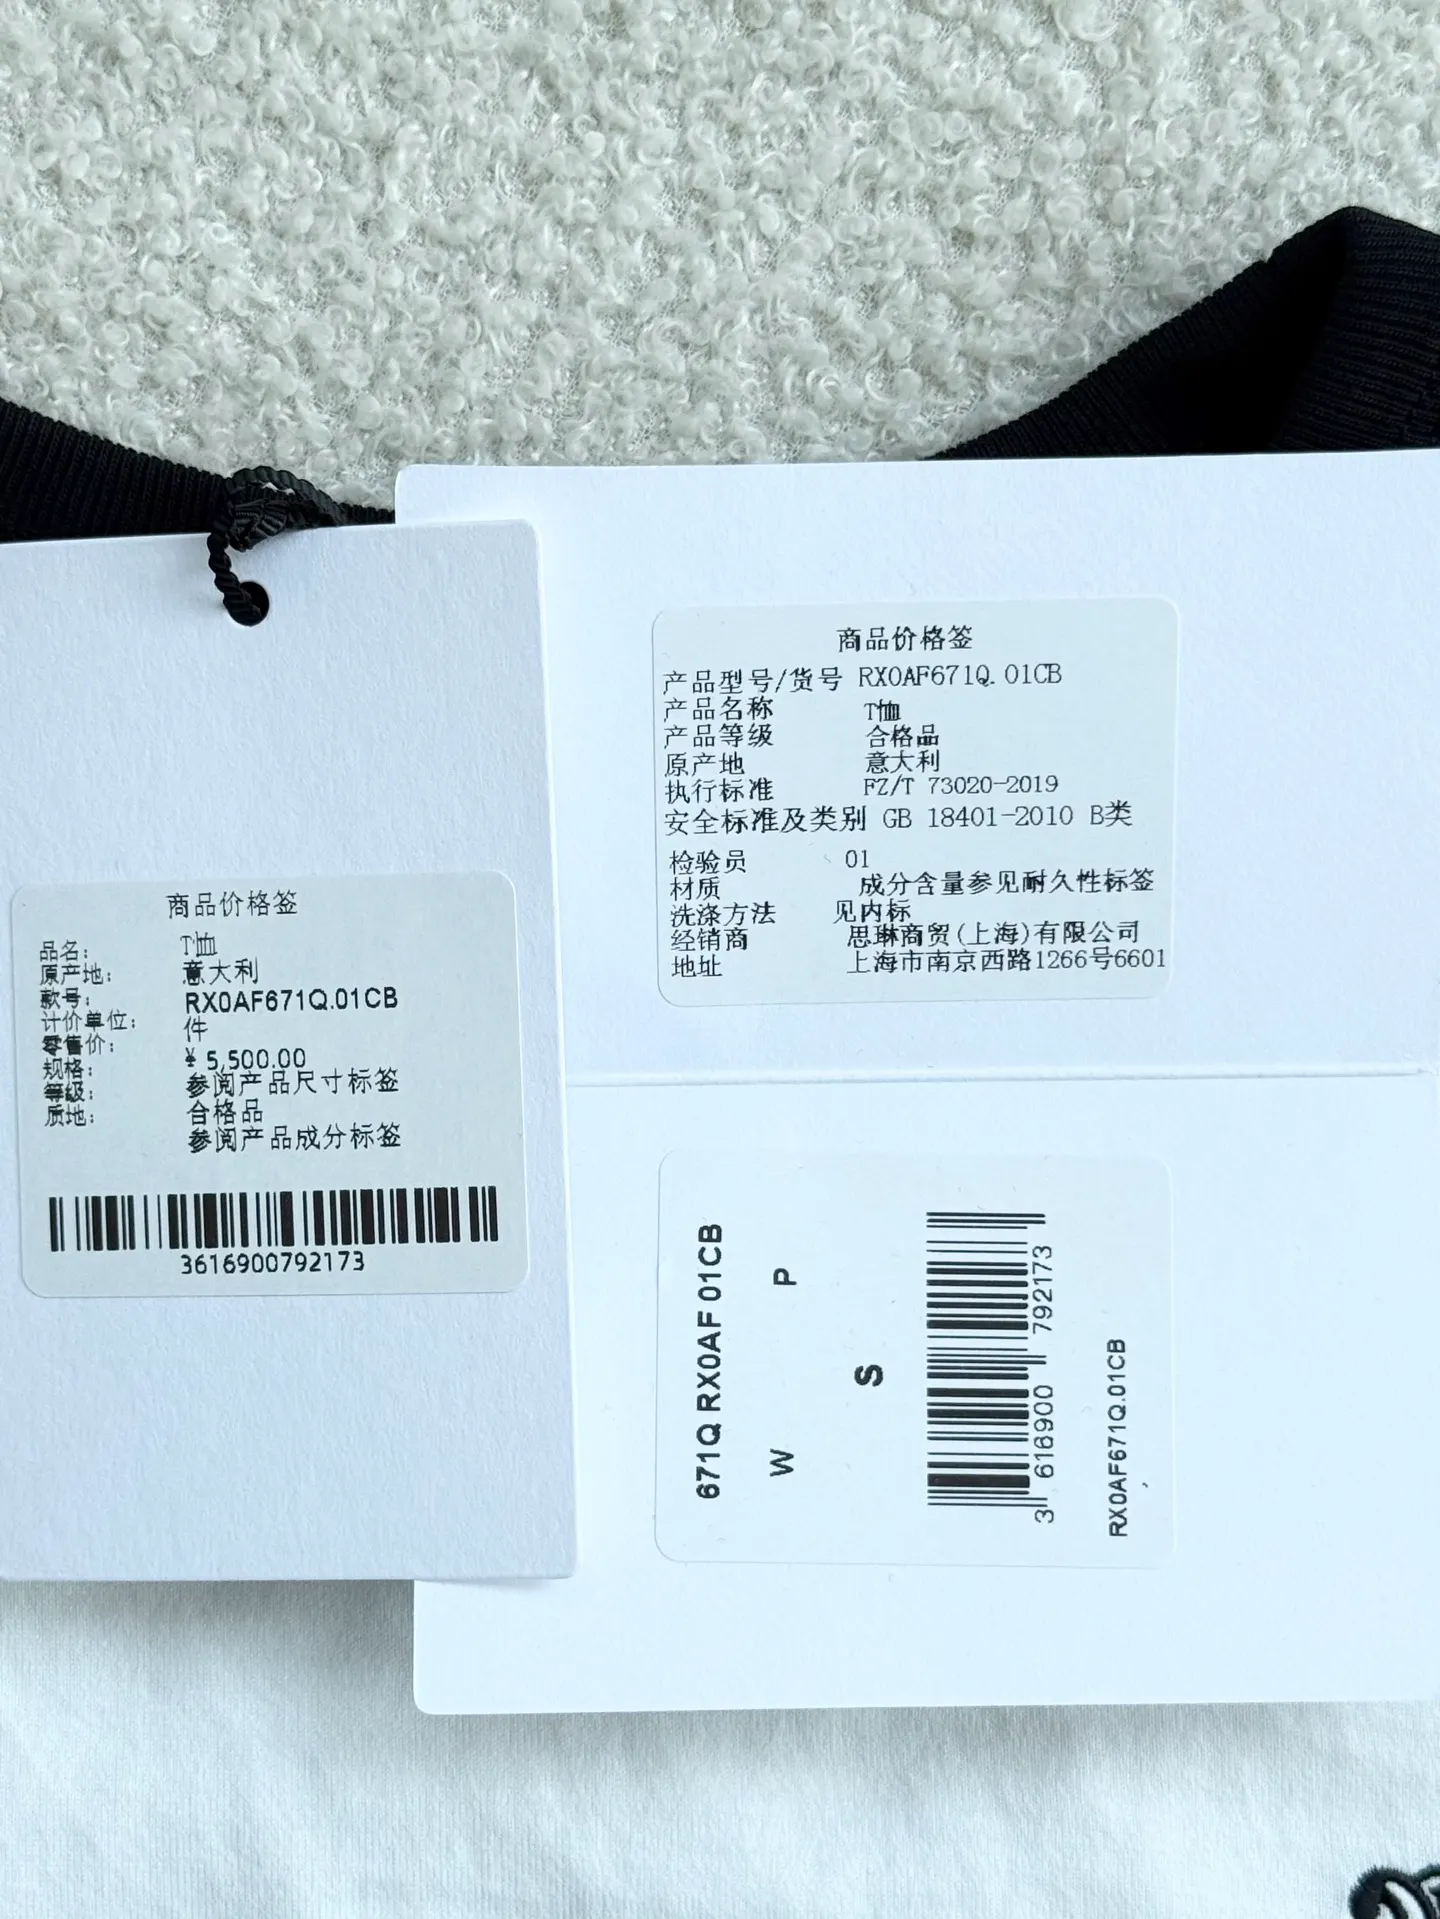 商品价格签
品名: T恤
原产地: 意大利
款号: RX0AF671Q.01CB
计价单位: 件
零售价: ¥ 5,500.00
规格: 参阅产品尺寸标签
等级: 合格品
质地: 参阅产品成分标签
3616900792173
商品价格签
产品型号/货号 RX0AF671Q.01CB
产品名称 T恤
产品等级 合格品
原产地 意大利
执行标准 FZ/T 73020-2019
安全标准及类别 GB 18401-2010 B类
检验员 01
材质 成分含量参见耐久性标签
洗涤方法 见内标
经销商 思琳商贸(上海)有限公司
地址 上海市南京西路1266号6601
671Q RX0AF 01CB
W P
S
3 616900 792173
RX0AF671Q.01CB